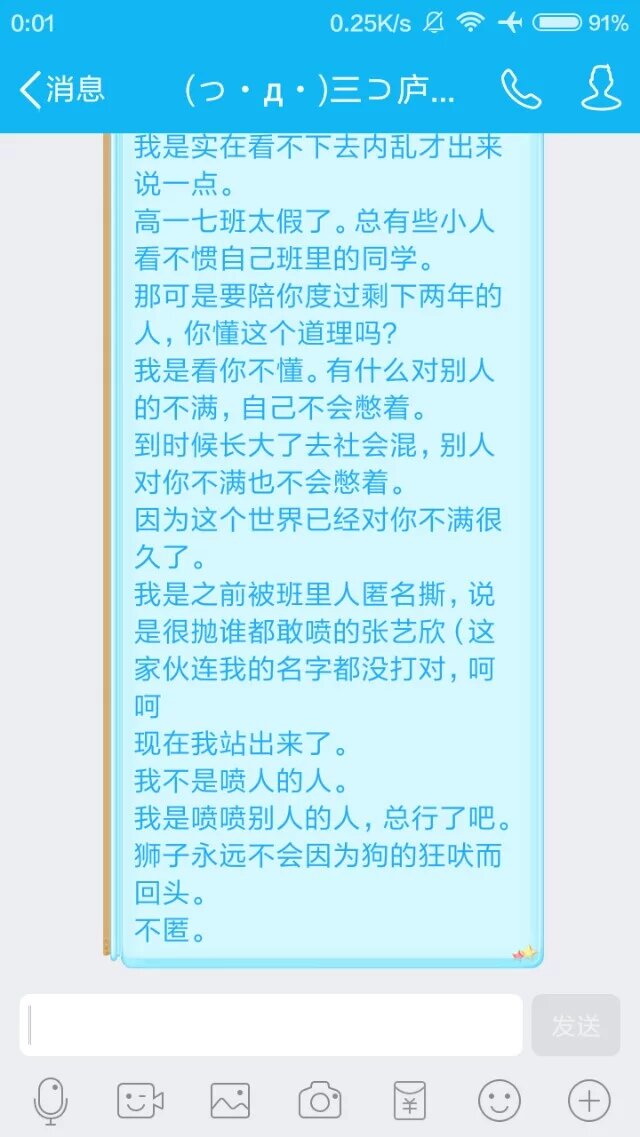 0:01 0.25K/s 91%
消息 (っ・д・)三⊃庐...
我是实在看不下去内乱才出来
说一点。
高一七班太假了。总有些小人
看不惯自己班里的同学。
那可是要陪你度过剩下两年的
人，你懂这个道理吗？
我是看你不懂。有什么对别人
的不满，自己不会憋着。
到时候长大了去社会混，别人
对你不满也不会憋着。
因为这个世界已经对你不满很
久了。
我是之前被班里人匿名撕，说
是很抛谁都敢喷的张艺欣（这
家伙连我的名字都没打对，呵
呵
现在我站出来了。
我不是喷人的人。
我是喷喷别人的人，总行了吧。
狮子永远不会因为狗的狂吠而
回头。
不匿。
发送